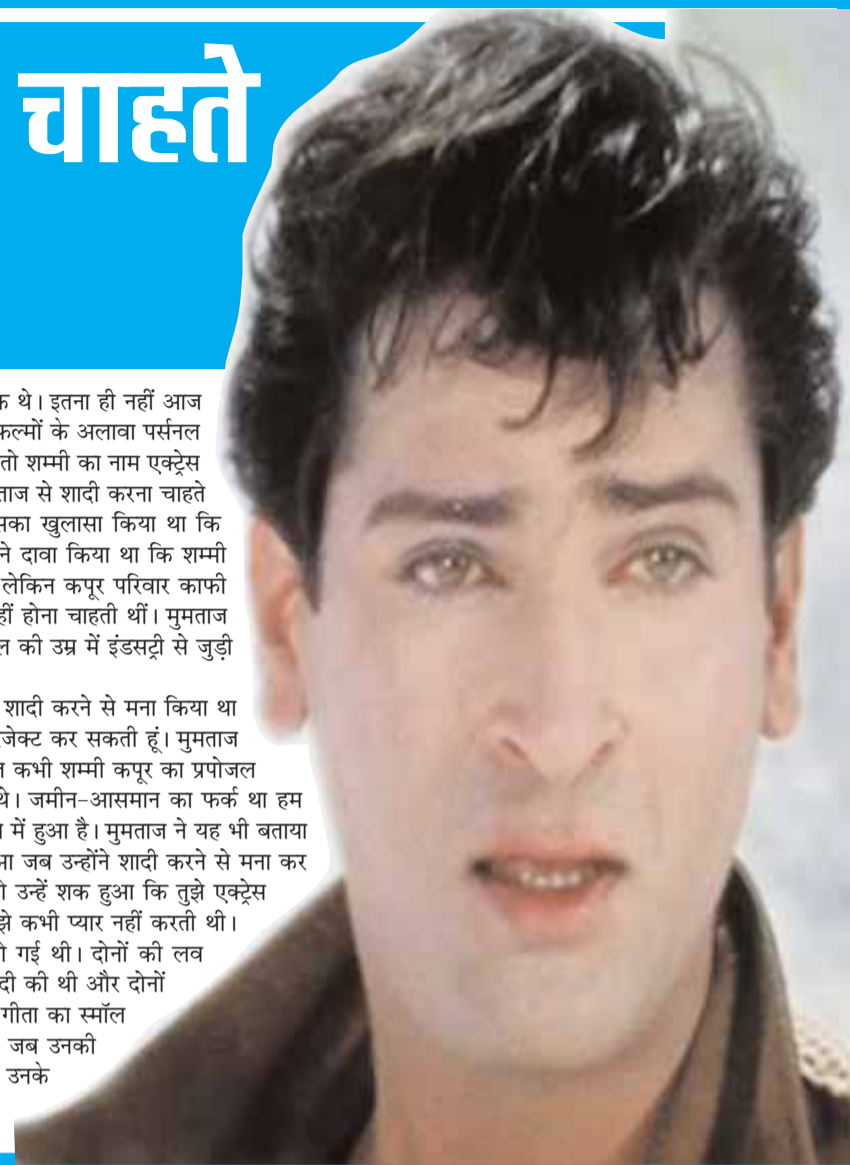 चाहते
थे। इतना ही नहीं आज
के अलावा पर्सनल
तो शम्मी का नाम एक्ट्रेस
से शादी करना चाहते
खुलासा किया था कि
ने दावा किया था कि शम्मी
लेकिन कपूर परिवार काफी
होना चाहती थीं। मुमताज
की उम्र में इंडसट्री से जुड़ी
शादी करने से मना किया था
कर सकती हूं। मुमताज
कभी शम्मी कपूर का प्रपोजल
थे। जमीन-आसमान का फर्क था हम
में हुआ है। मुमताज ने यह भी बताया
जब उन्होंने शादी करने से मना कर
उन्हें शक हुआ कि तुझे एक्ट्रेस
कभी प्यार नहीं करती थी।
गई थी। दोनों की लव
की थी और दोनों
गीता का स्मॉल
जब उनकी
उनके